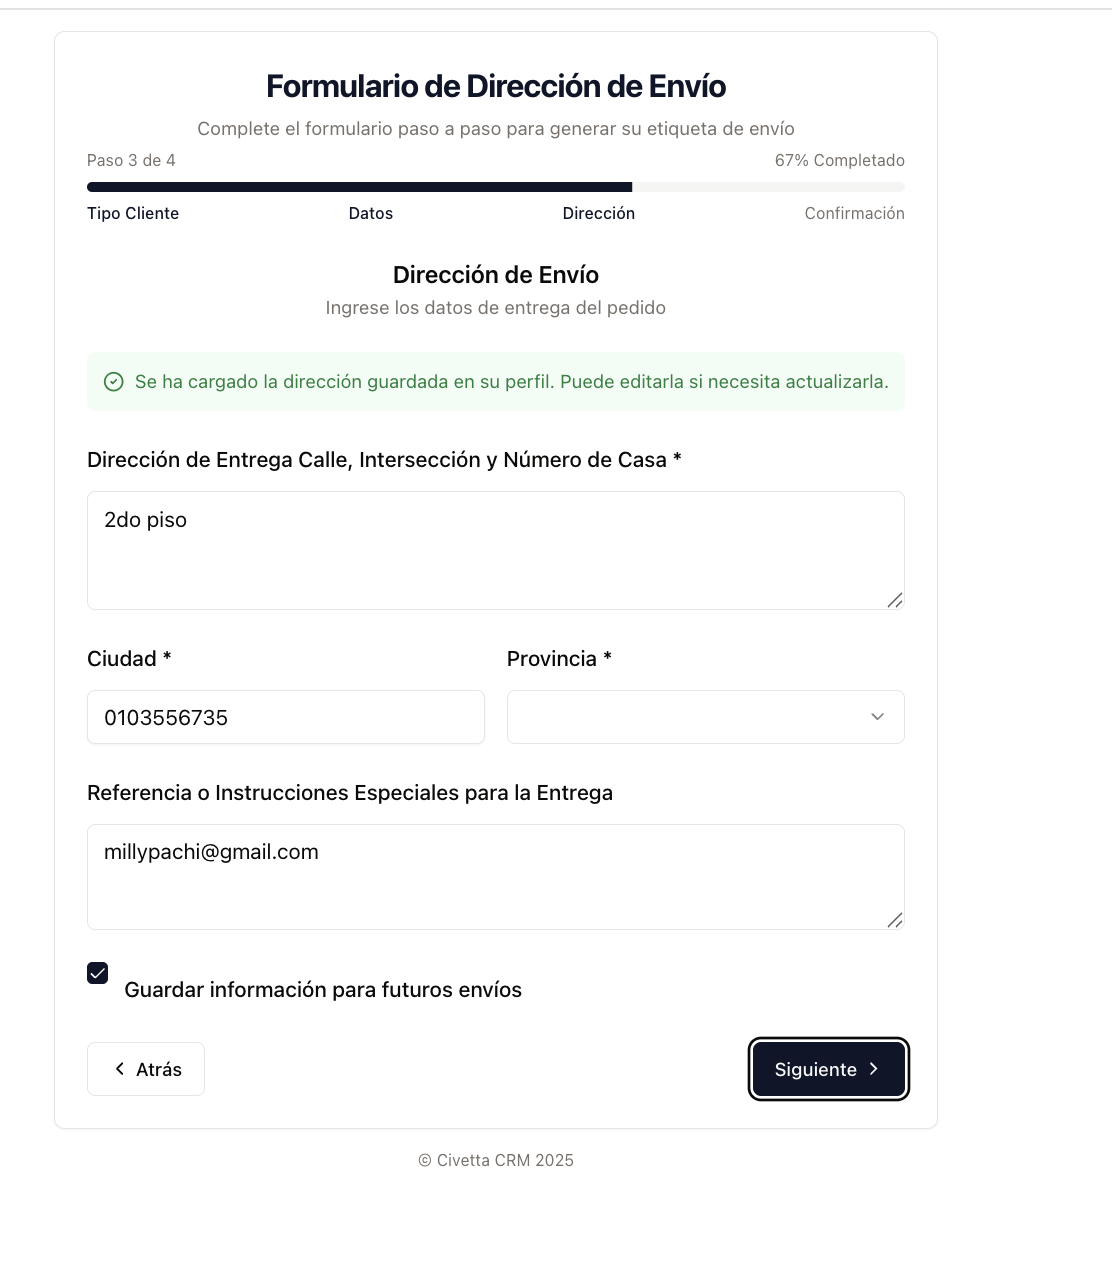 Formulario de Dirección de Envío
Complete el formulario paso a paso para generar su etiqueta de envío
Paso 3 de 4 67% Completado
Tipo Cliente Datos Dirección Confirmación
Dirección de Envío
Ingrese los datos de entrega del pedido
Se ha cargado la dirección guardada en su perfil. Puede editarla si necesita actualizarla.
Dirección de Entrega Calle, Intersección y Número de Casa *
2do piso
Ciudad * Provincia *
0103556735
Referencia o Instrucciones Especiales para la Entrega
millypachi@gmail.com
Guardar información para futuros envíos
Atrás Siguiente
© Civetta CRM 2025